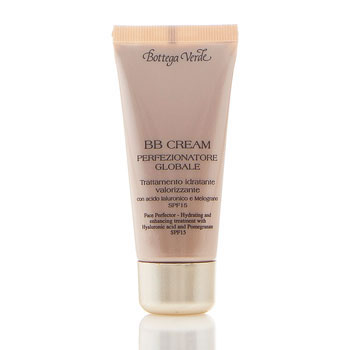 Bottega Verde
BB CREAM
PERFEZIONATORE
GLOBALE
Trattamento idratante
valorizzante
con acido ialuronico e Melograno
SPF15
Face Perfector - Hydrating and
enhancing treatment with
Hyaluronic acid and Pomegranate
SPF15